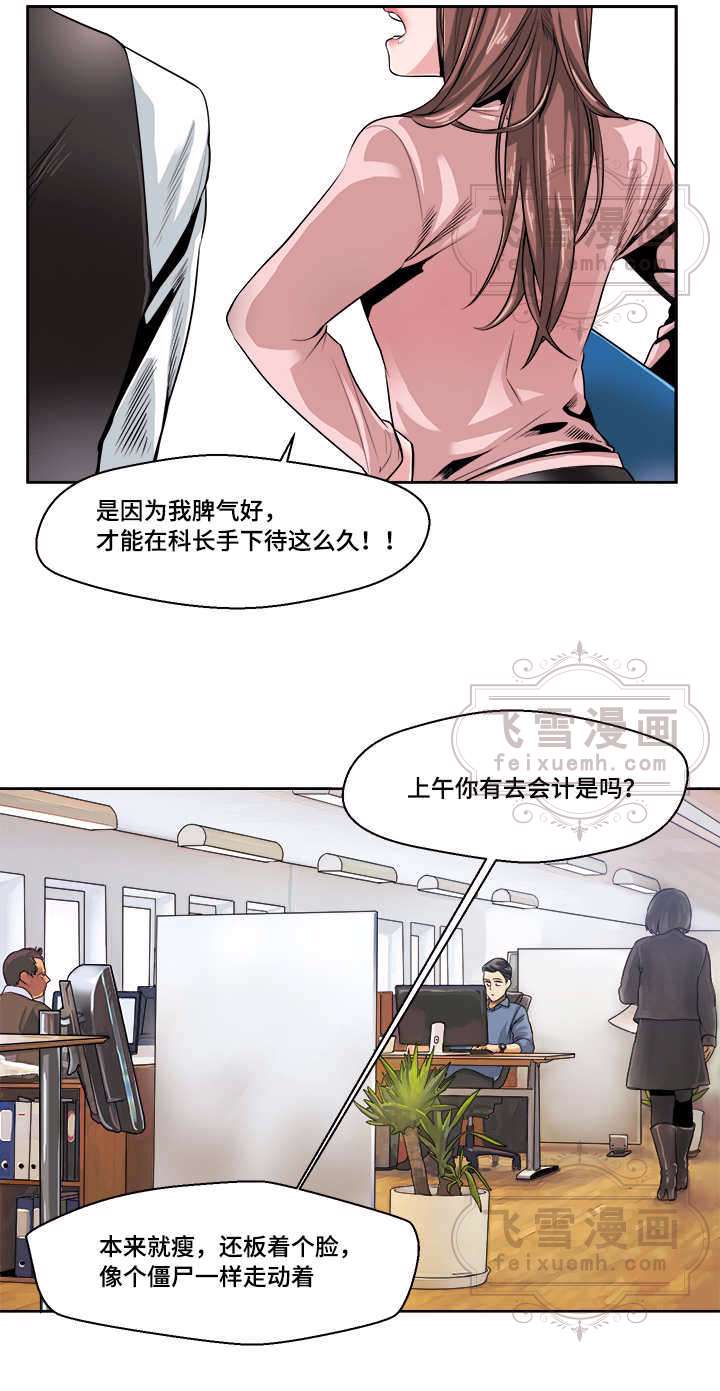 飞雪漫画
feixuemh.com
是因为我脾气好，
才能在科长手下待这么久！！
飞雪漫画
feixuemh.com
上午你有去会计是吗？
飞雪漫画
feixuemh.com
本来就瘦，还板着个脸，
像个僵尸一样走动着